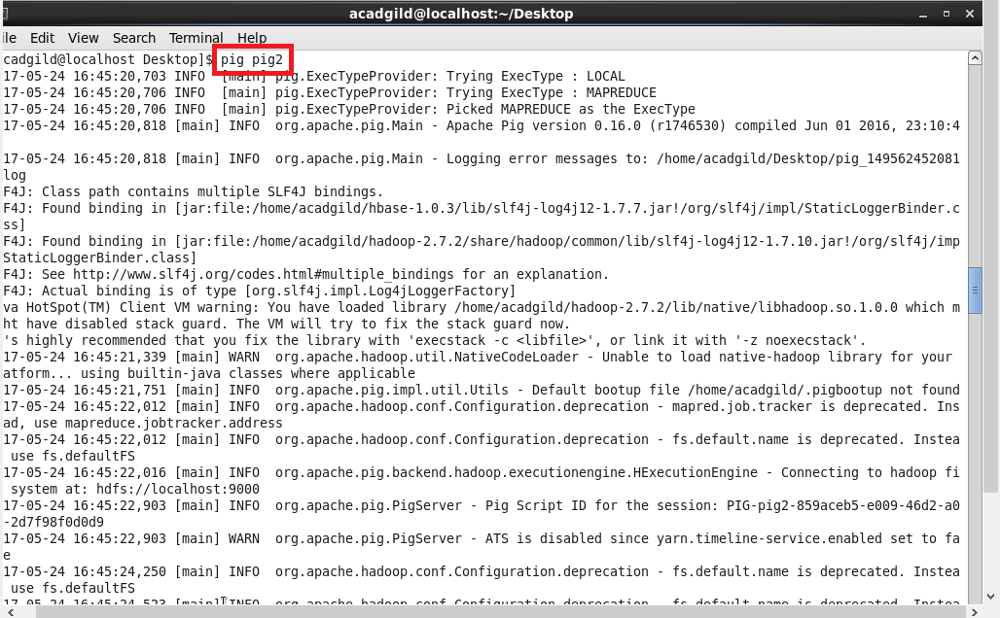 acadgild@localhost:~/Desktop
ile Edit View Search Terminal Help
cadgild@localhost Desktop]$ pig pig2
17-05-24 16:45:20,703 INFO  [main] pig.ExecTypeProvider: Trying ExecType : LOCAL
17-05-24 16:45:20,706 INFO  [main] pig.ExecTypeProvider: Trying ExecType : MAPREDUCE
17-05-24 16:45:20,706 INFO  [main] pig.ExecTypeProvider: Picked MAPREDUCE as the ExecType
17-05-24 16:45:20,818 [main] INFO  org.apache.pig.Main - Apache Pig version 0.16.0 (r1746530) compiled Jun 01 2016, 23:10:4
17-05-24 16:45:20,818 [main] INFO  org.apache.pig.Main - Logging error messages to: /home/acadgild/Desktop/pig_149562452081
log
F4J: Class path contains multiple SLF4J bindings.
F4J: Found binding in [jar:file:/home/acadgild/hbase-1.0.3/lib/slf4j-log4j12-1.7.7.jar!/org/slf4j/impl/StaticLoggerBinder.c
ss]
F4J: Found binding in [jar:file:/home/acadgild/hadoop-2.7.2/share/hadoop/common/lib/slf4j-log4j12-1.7.10.jar!/org/slf4j/imp
StaticLoggerBinder.class]
F4J: See http://www.slf4j.org/codes.html#multiple_bindings for an explanation.
F4J: Actual binding is of type [org.slf4j.impl.Log4jLoggerFactory]
va HotSpot(TM) Client VM warning: You have loaded library /home/acadgild/hadoop-2.7.2/lib/native/libhadoop.so.1.0.0 which m
ht have disabled stack guard. The VM will try to fix the stack guard now.
's highly recommended that you fix the library with 'execstack -c <libfile>', or link it with '-z noexecstack'.
17-05-24 16:45:21,339 [main] WARN  org.apache.hadoop.util.NativeCodeLoader - Unable to load native-hadoop library for your
atform... using builtin-java classes where applicable
17-05-24 16:45:21,751 [main] INFO  org.apache.pig.impl.util.Utils - Default bootup file /home/acadgild/.pigbootup not found
17-05-24 16:45:22,012 [main] INFO  org.apache.hadoop.conf.Configuration.deprecation - mapred.job.tracker is deprecated. Ins
ad, use mapreduce.jobtracker.address
17-05-24 16:45:22,012 [main] INFO  org.apache.hadoop.conf.Configuration.deprecation - fs.default.name is deprecated. Instea
 use fs.defaultFS
17-05-24 16:45:22,016 [main] INFO  org.apache.pig.backend.hadoop.executionengine.HExecutionEngine - Connecting to hadoop fi
 system at: hdfs://localhost:9000
17-05-24 16:45:22,903 [main] INFO  org.apache.pig.PigServer - Pig Script ID for the session: PIG-pig2-859aceb5-e009-46d2-a0
-2d7f98f0d0d9
17-05-24 16:45:22,903 [main] WARN  org.apache.pig.PigServer - ATS is disabled since yarn.timeline-service.enabled set to fa
e
17-05-24 16:45:24,250 [main] INFO  org.apache.hadoop.conf.Configuration.deprecation - fs.default.name is deprecated. Instea
 use fs.defaultFS
17-05-24 16:45:24,523 [main] INFO  org.apache.hadoop.conf.Configuration.deprecation - fs.default.name is deprecated. Instea